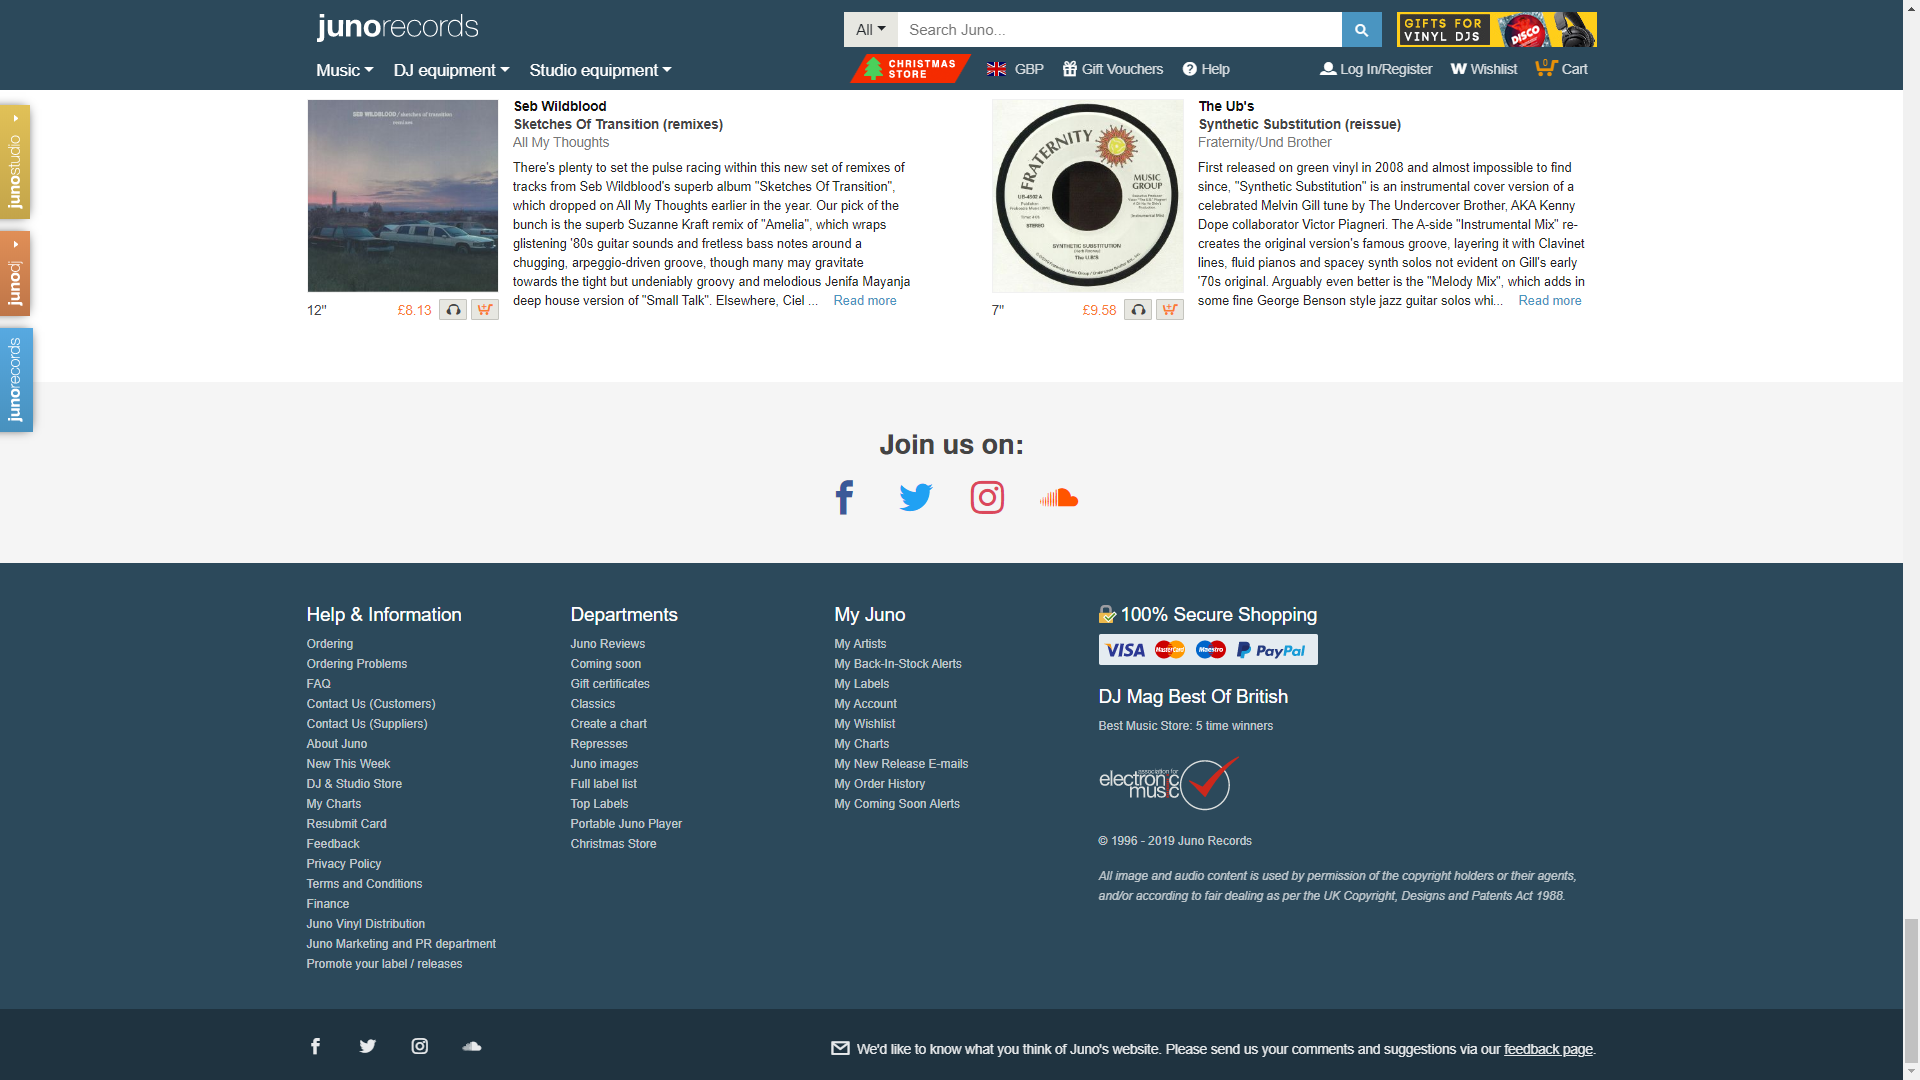 junorecords
All
Search Juno...
GIFTS FOR
VINYL DJS
DISCO
Music
DJ equipment
Studio equipment
CHRISTMAS
STORE
GBP
Gift Vouchers
Help
Log In/Register
Wishlist
0
Cart
junostudio
junodj
junorecords
SEB WILDBLOOD / sketches of transition
remixes
Seb Wildblood
Sketches Of Transition (remixes)
All My Thoughts
There's plenty to set the pulse racing within this new set of remixes of
tracks from Seb Wildblood's superb album "Sketches Of Transition",
which dropped on All My Thoughts earlier in the year. Our pick of the
bunch is the superb Suzanne Kraft remix of "Amelia", which wraps
glistening '80s guitar sounds and fretless bass notes around a
chugging, arpeggio-driven groove, though many may gravitate
towards the tight but undeniably groovy and melodious Jenifa Mayanja
deep house version of "Small Talk". Elsewhere, Ciel ... Read more
12"
£8.13
FRATERNITY
MUSIC
GROUP
STEREO
SYNTHETIC SUBSTITUTION
The U.B'S
The Ub's
Synthetic Substitution (reissue)
Fraternity/Und Brother
First released on green vinyl in 2008 and almost impossible to find
since, "Synthetic Substitution" is an instrumental cover version of a
celebrated Melvin Gill tune by The Undercover Brother, AKA Kenny
Dope collaborator Victor Piagneri. The A-side "Instrumental Mix" re-
creates the original version's famous groove, layering it with Clavinet
lines, fluid pianos and spacey synth solos not evident on Gill's early
'70s original. Arguably even better is the "Melody Mix", which adds in
some fine George Benson style jazz guitar solos whi... Read more
7"
£9.58
Join us on:
Help & Information
Ordering
Ordering Problems
FAQ
Contact Us (Customers)
Contact Us (Suppliers)
About Juno
New This Week
DJ & Studio Store
My Charts
Resubmit Card
Feedback
Privacy Policy
Terms and Conditions
Finance
Juno Vinyl Distribution
Juno Marketing and PR department
Promote your label / releases
Departments
Juno Reviews
Coming soon
Gift certificates
Classics
Create a chart
Represses
Juno images
Full label list
Top Labels
Portable Juno Player
Christmas Store
My Juno
My Artists
My Back-In-Stock Alerts
My Labels
My Account
My Wishlist
My Charts
My New Release E-mails
My Order History
My Coming Soon Alerts
100% Secure Shopping
VISA MasterCard Maestro PayPal
DJ Mag Best Of British
Best Music Store: 5 time winners
association for
electronic
music
© 1996 - 2019 Juno Records
All image and audio content is used by permission of the copyright holders or their agents,
and/or according to fair dealing as per the UK Copyright, Designs and Patents Act 1988.
We'd like to know what you think of Juno's website. Please send us your comments and suggestions via our feedback page.